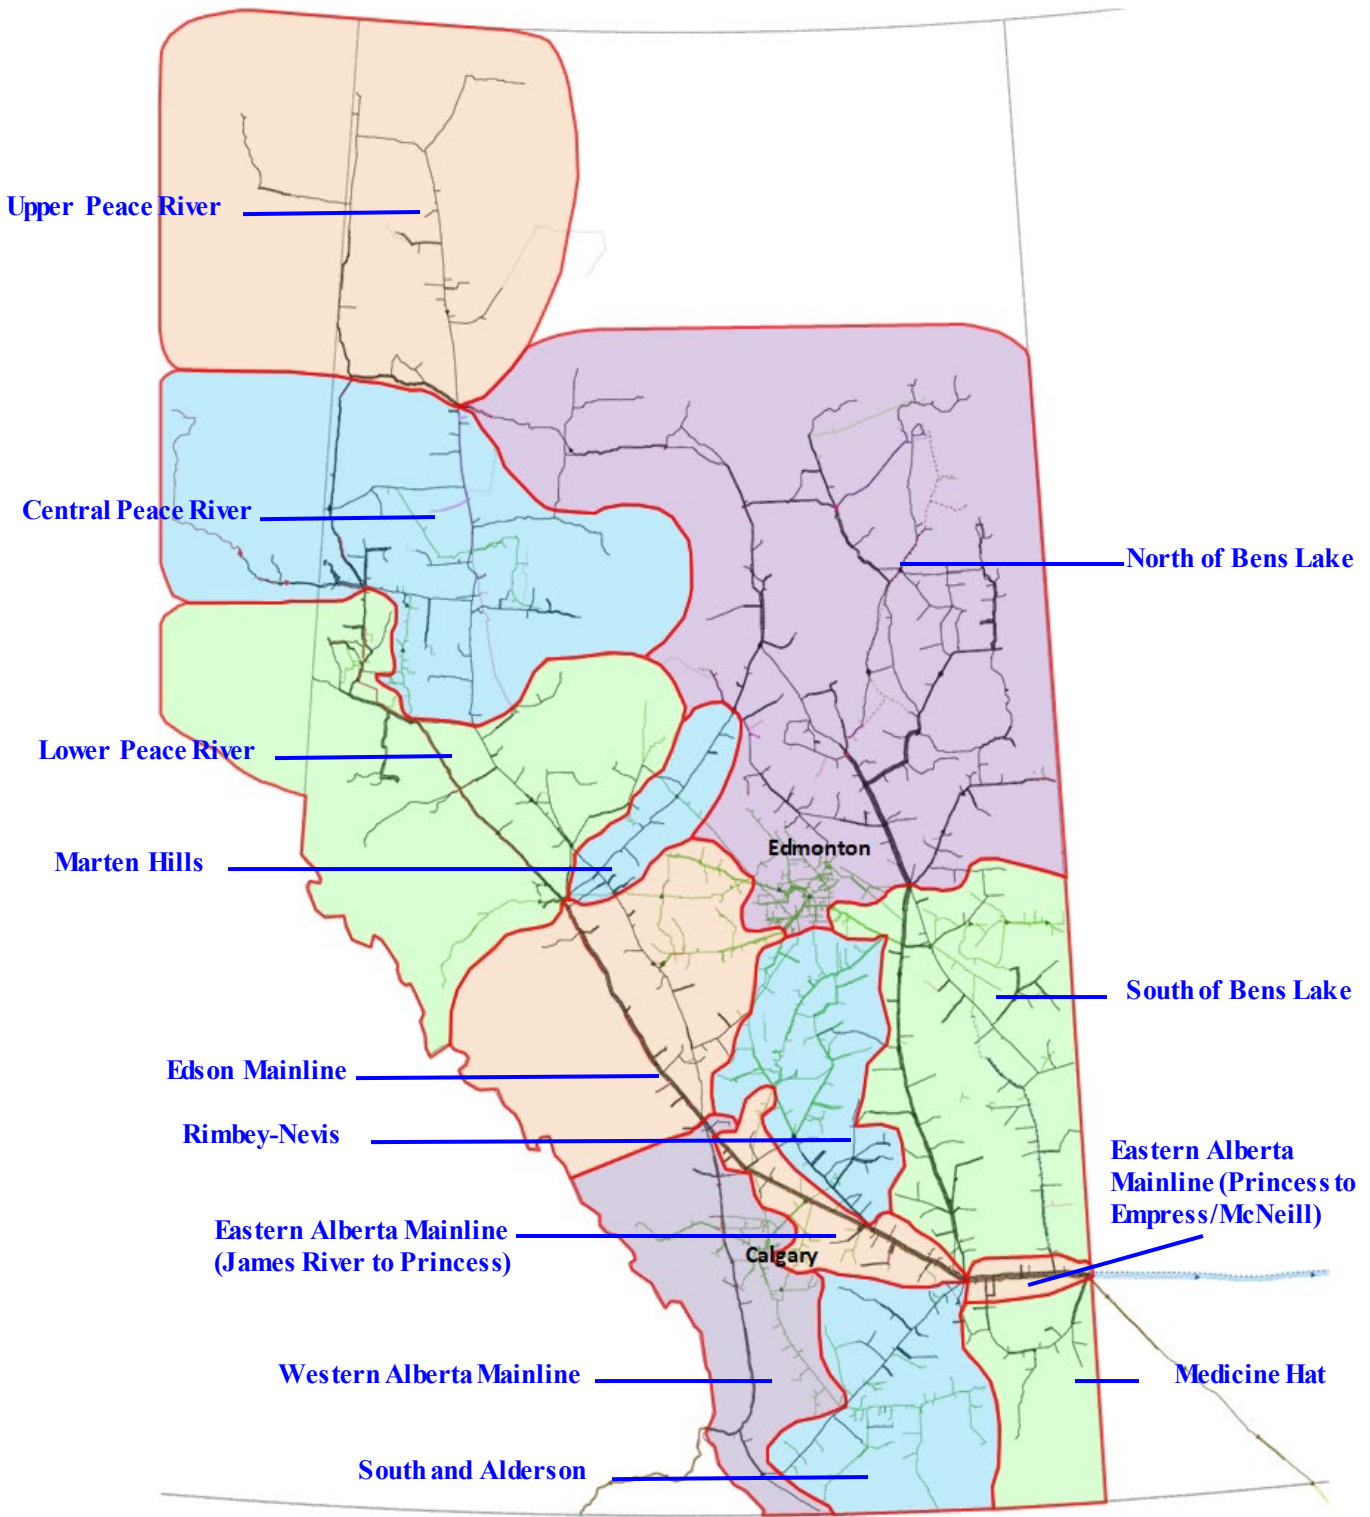 Upper Peace River
Central Peace River
North of Bens Lake
Lower Peace River
Edmonton
Marten Hills
South of Bens Lake
Edson Mainline
Rimbey-Nevis
Eastern Alberta
Mainline (Princess to
Empress/McNeill)
Eastern Alberta Mainline
(James River to Princess)
Calgary
Western Alberta Mainline
Medicine Hat
South and Alderson